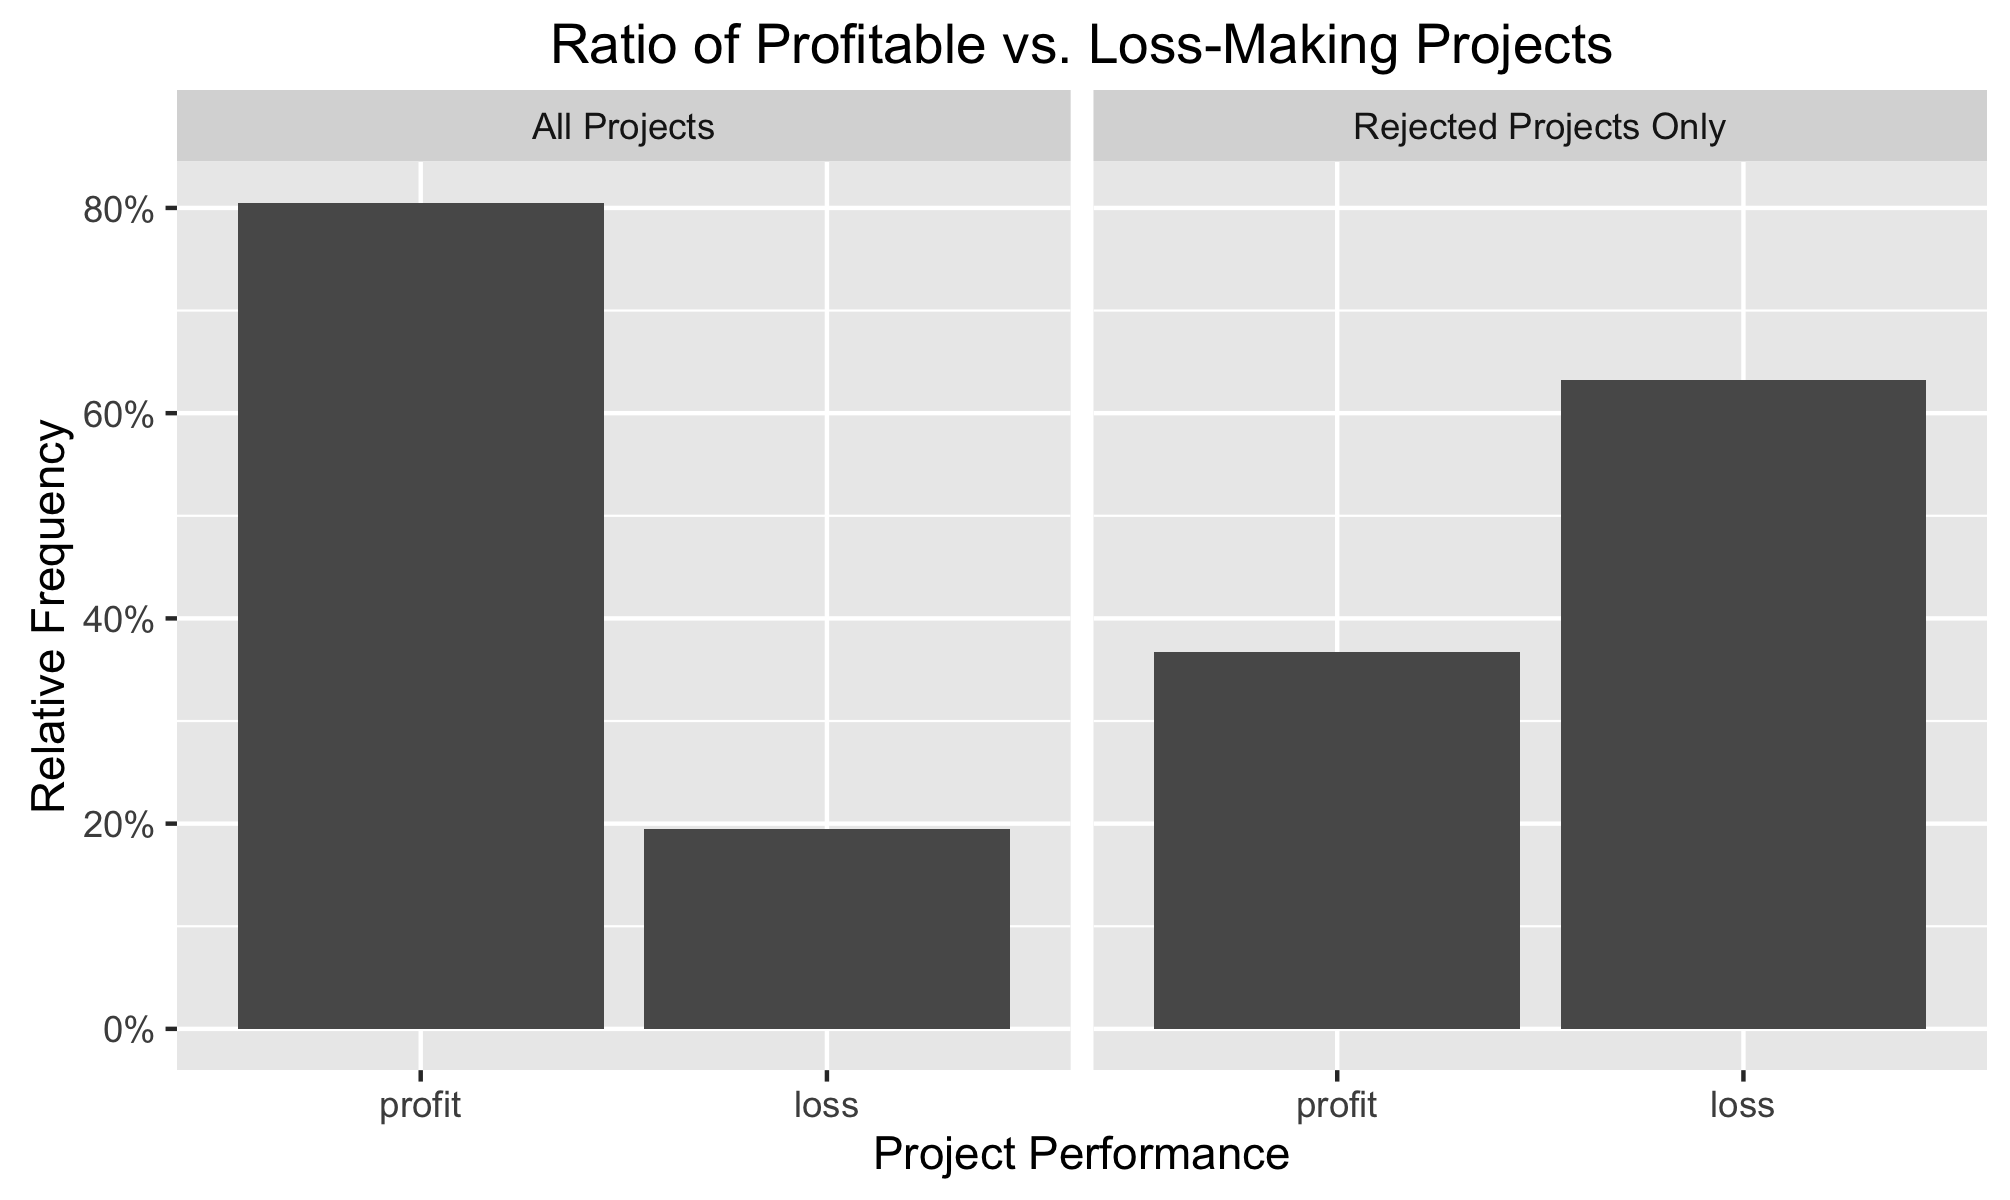 Ratio of Profitable vs. Loss-Making Projects
All Projects
Rejected Projects Only
Relative Frequency
80%
60%
40%
20%
0%
profit
loss
profit
loss
Project Performance